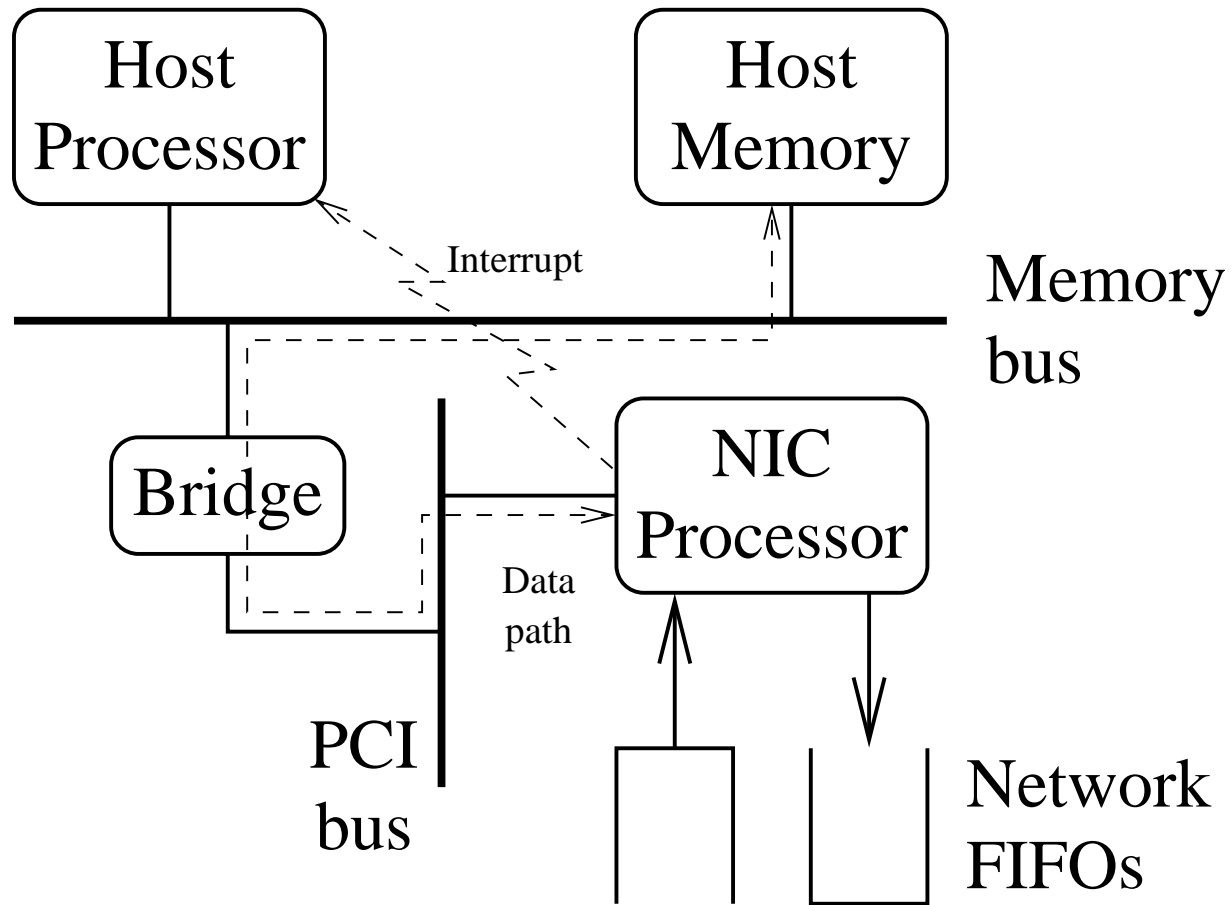 Host
Processor
Host
Memory
Interrupt
Memory
bus
NIC
Processor
Bridge
Data
path
PCI
bus
Network
FIFOs